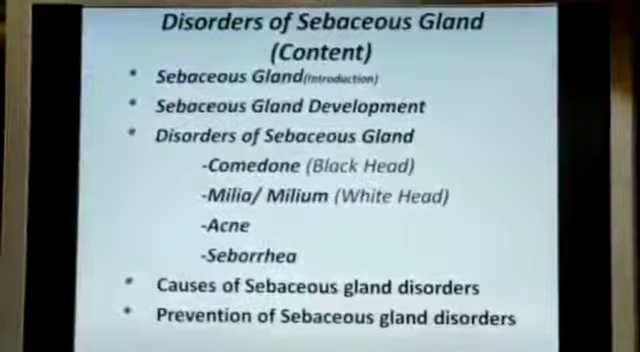 Disorders of Sebaceous Gland
(Content)
* Sebaceous Gland(Introduction)
* Sebaceous Gland Development
* Disorders of Sebaceous Gland
-Comedone (Black Head)
-Milia/ Milium (White Head)
-Acne
-Seborrhea
* Causes of Sebaceous gland disorders
* Prevention of Sebaceous gland disorders